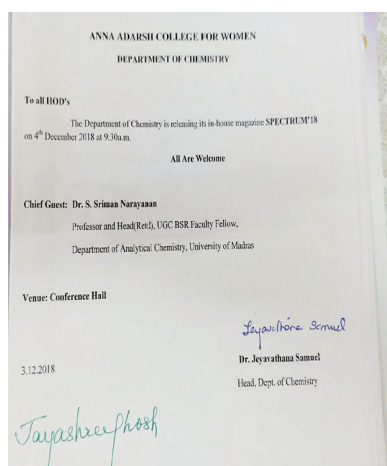 ANNA ADARSH COLLEGE FOR WOMEN
DEPARTMENT OF CHEMISTRY
To all HOD's
The Department of Chemistry is releasing its in-house magazine SPECTRUM'18
on 4th December 2018 at 9:30a.m.
All Are Welcome
Chief Guest: Dr. S. Sriman Narayanan
Professor and Head(Retd), UGC BSR Faculty Fellow,
Department of Analytical Chemistry, University of Madras
Venue: Conference Hall
Jeyavathana Samuel
Dr. Jeyavathana Samuel
3.12.2018
Head, Dept. of Chemistry
Jayashree Ghosh